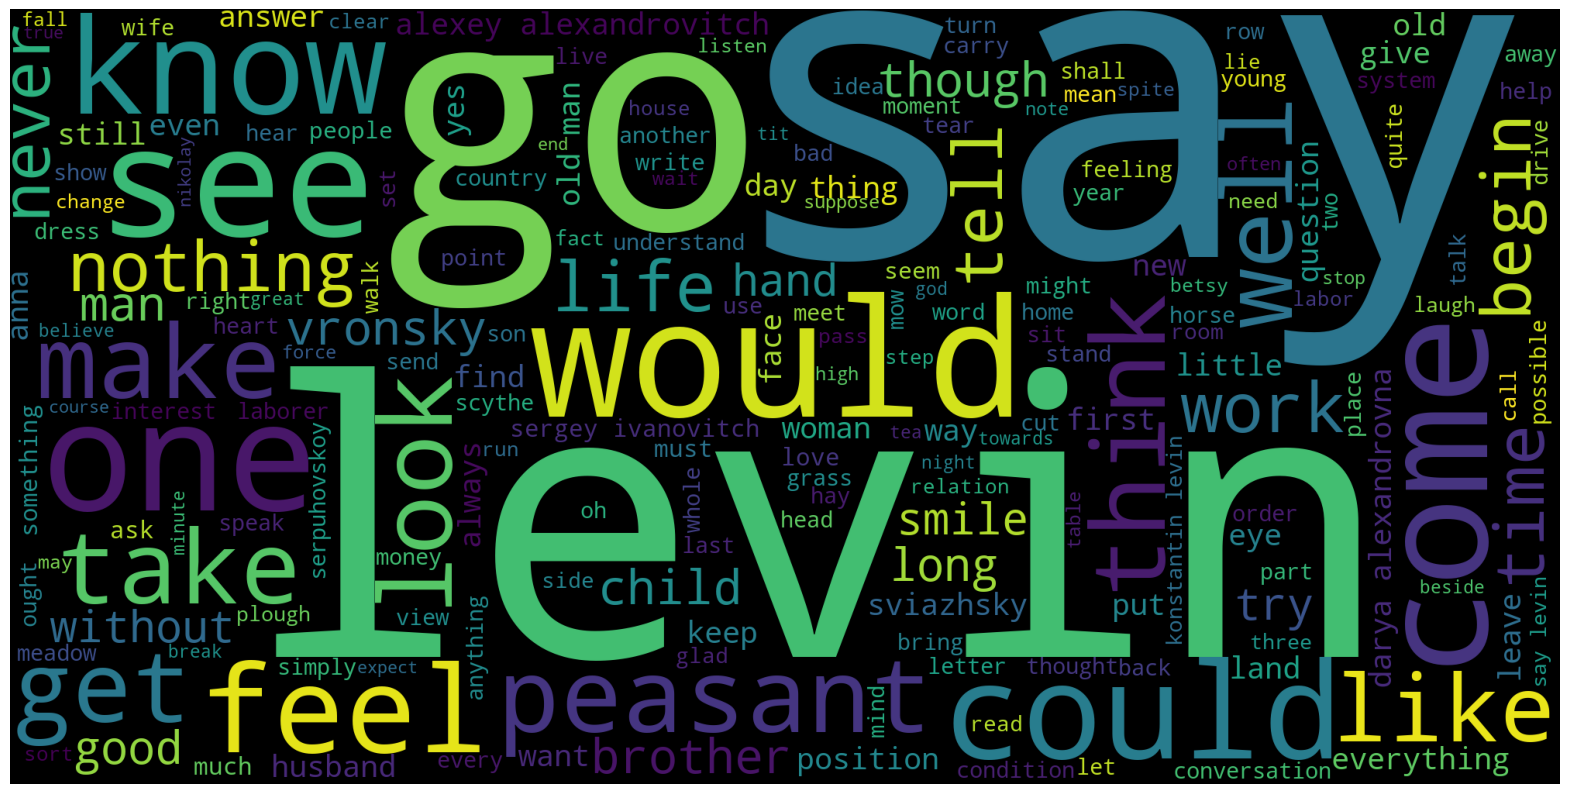 fall
wife
answer
clear
alexey alexandrovitch
turn
row
old
true
know
go
say
listen
carry
give
away
never
live
idea
though
shall
lie
young
system
mean
spite
help
still
even
yes
man
house
moment
note
people
hear
another
tit
tear
well
quite
drive
show
see
nikolay
set
end
write
bad
tell
feeling
often
begin
change
country
old
wait
day
thing
suppose
year
need
question
two
dress
fact
understand
point
nothing
life
hand
seem
new
talk
stop
man
right
great
walk
use
meet
mow
god
might
betsy
labor
laugh
anna
believe
heart
vronsky
son
would
face
pass
word
home
horse
room
force
send
step
sit
stand
make
look
find
high
think
little
come
call
possible
scythe
work
place
course
interest
laborer
sergey ivanovitch
woman
tea
way
cut
first
towards
something
one
always
run
must
love
night
konstantin levin
darya alexandrovna
time
levin
whole
grass
hay
relation
ask
speak
serpuhovskoy
oh
head
smile
table
order
minute
last
eye
take
money
long
part
leave
may
side
child
beside
ought
plough
view
sviazhsky
put
try
without
anything
keep
bring
say levin
meadow
break
simply
expect
glad
letter
thought
back
land
three
get
feel
peasant
mind
could
like
read
good
sort
much
husband
every
want
brother
position
condition
let
conversation
everything